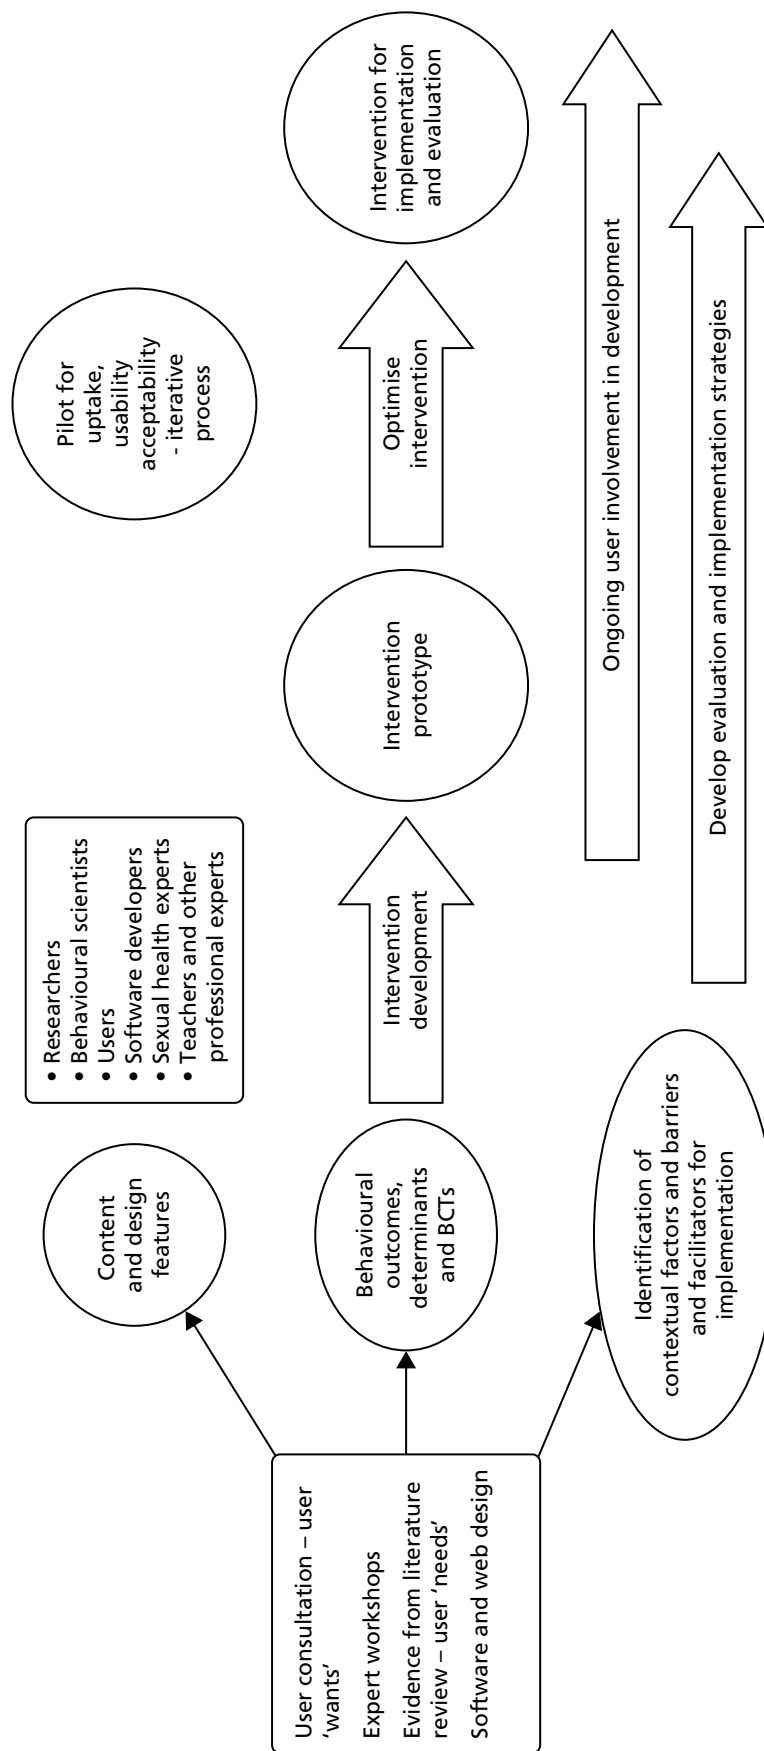 User consultation – user
‘wants’
Expert workshops
Evidence from literature
review – user ‘needs’
Software and web design
Content
and design
features
Behavioural
outcomes,
determinants
and BCTs
Identification of
contextual factors and barriers
and facilitators for
implementation
• Researchers
• Behavioural scientists
• Users
• Software developers
• Sexual health experts
• Teachers and other
professional experts
Intervention
development
Intervention
prototype
Pilot for
uptake,
usability
acceptability
- iterative
process
Optimise
intervention
Intervention for
implementation
and evaluation
Ongoing user involvement in development
Develop evaluation and implementation strategies